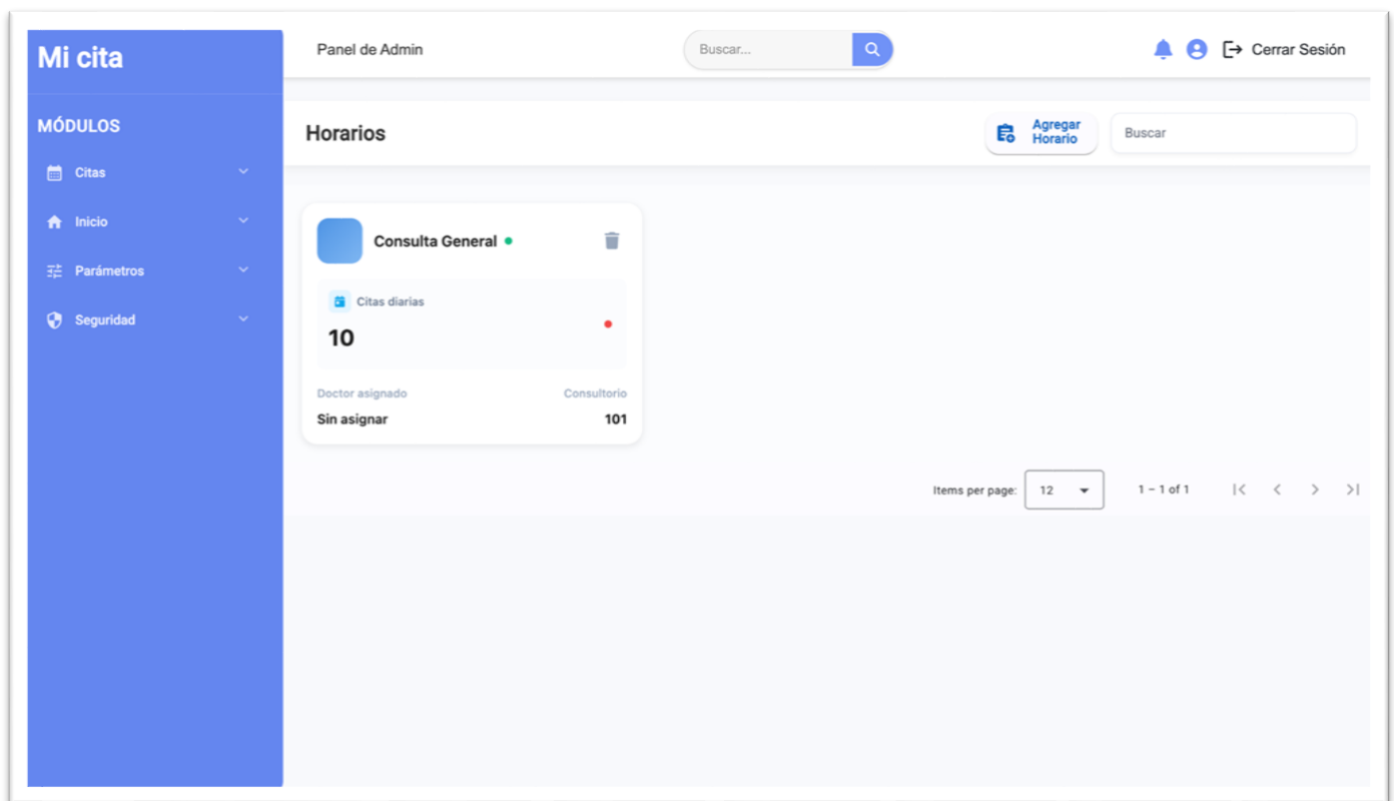 Mi cita
Panel de Admin
Buscar...
Cerrar Sesión
MÓDULOS
Citas
Inicio
Parámetros
Seguridad
Horarios
Agregar
Horario
Buscar
Consulta General
Citas diarias
10
Doctor asignado
Consultorio
Sin asignar
101
Items per page:
12
1 – 1 of 1